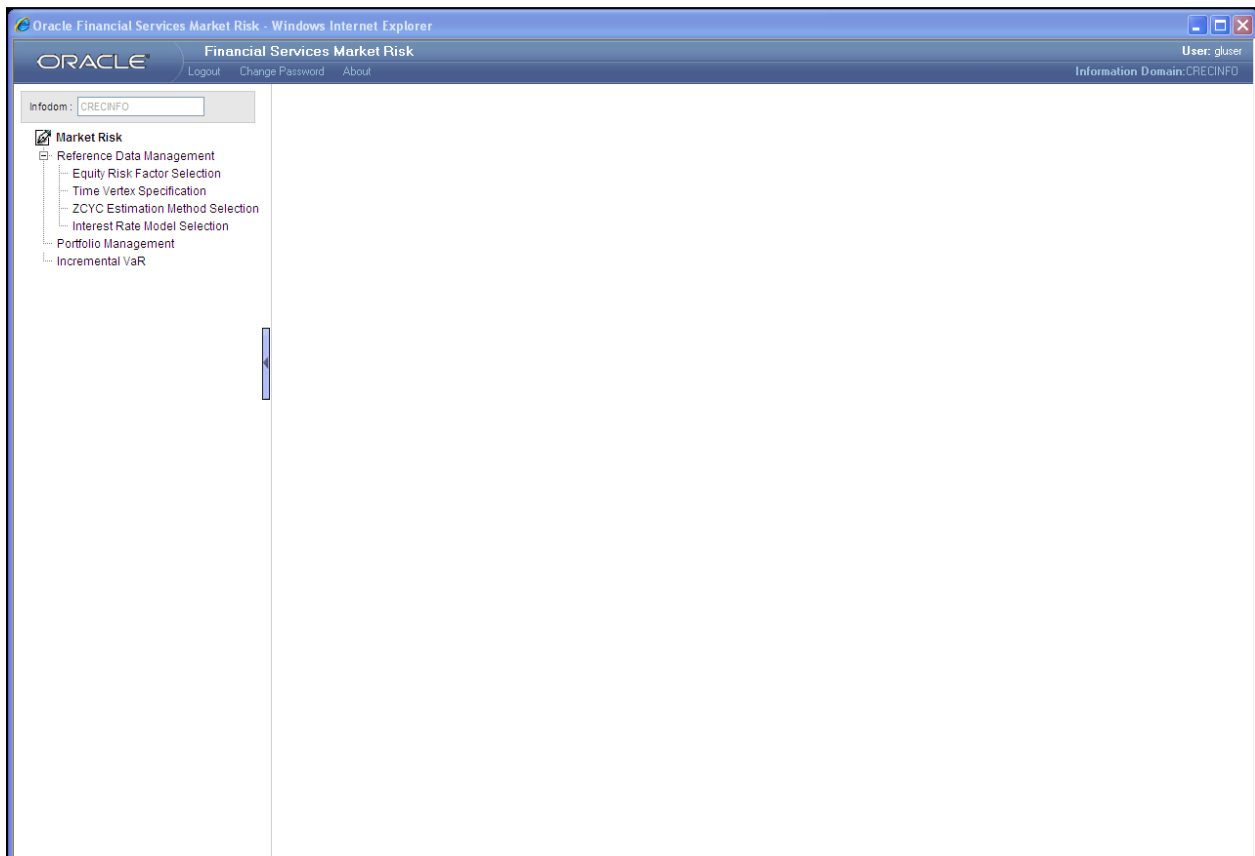 Oracle Financial Services Market Risk - Windows Internet Explorer
ORACLE
Financial Services Market Risk
User: gluser
Logout Change Password About
Information Domain:CRECINFO
Infodom : CRECINFO
Market Risk
Reference Data Management
Equity Risk Factor Selection
Time Vertex Specification
ZCYC Estimation Method Selection
Interest Rate Model Selection
Portfolio Management
Incremental VaR